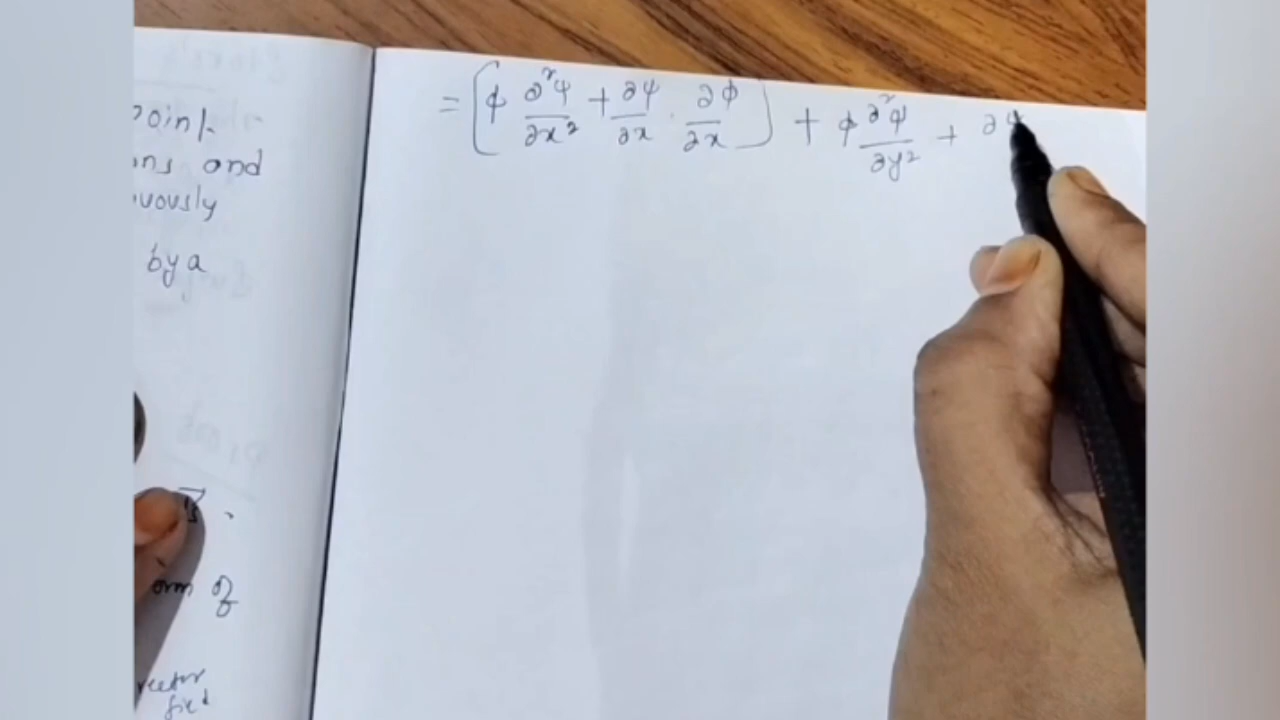 = [φ ∂²ψ/∂x² + ∂ψ/∂x · ∂φ/∂x] + φ ∂²ψ/∂y² + ∂ψ
point
ons and
uously
by a
B .
orm of
vector
field